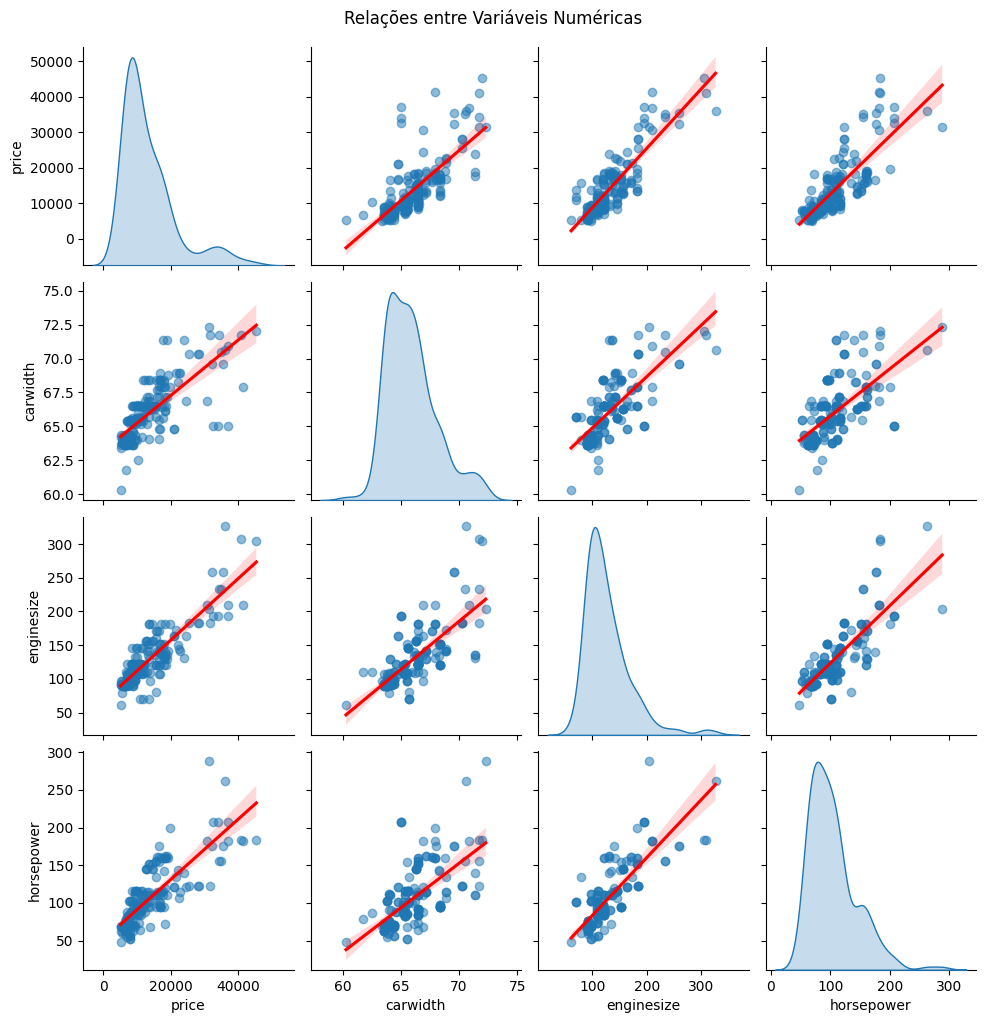 Relações entre Variáveis Numéricas
50000
40000
30000
20000
10000
0
price
75.0
72.5
70.0
67.5
65.0
62.5
60.0
carwidth
300
250
200
150
100
50
enginesize
300
250
200
150
100
50
horsepower
0 20000 40000
price
60 65 70 75
carwidth
100 200 300
enginesize
0 100 200 300
horsepower